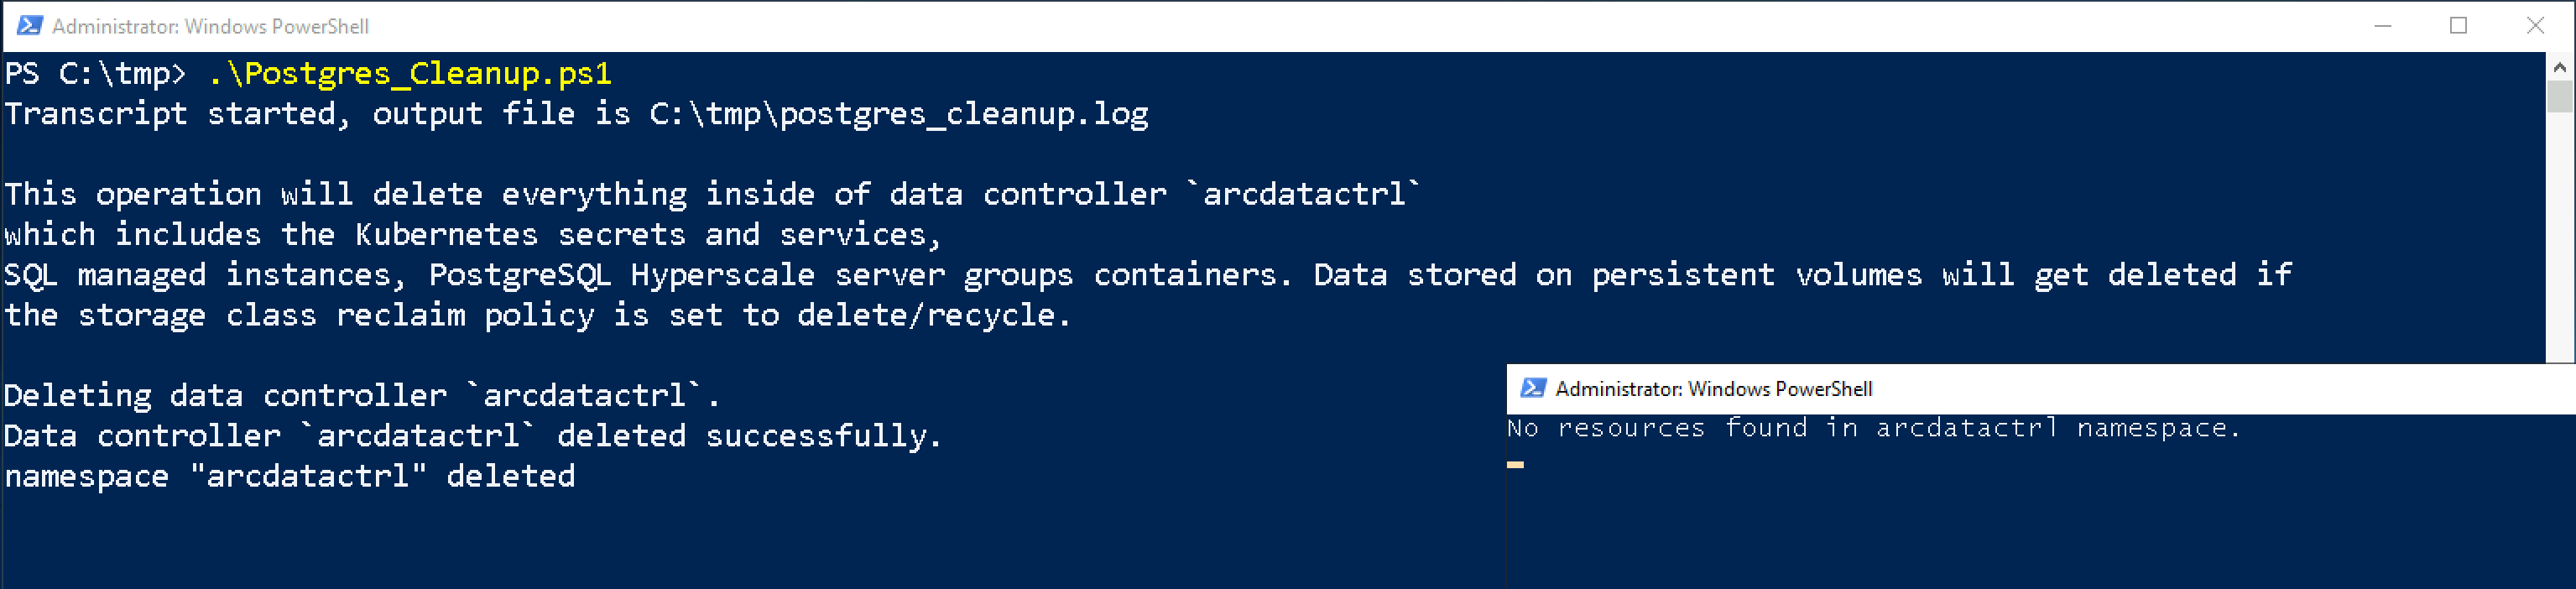 Administrator: Windows PowerShell
PS C:\tmp> .\Postgres_Cleanup.ps1
Transcript started, output file is C:\tmp\postgres_cleanup.log
This operation will delete everything inside of data controller `arcdatactrl`
which includes the Kubernetes secrets and services,
SQL managed instances, PostgreSQL Hyperscale server groups containers. Data stored on persistent volumes will get deleted if
the storage class reclaim policy is set to delete/recycle.
Deleting data controller `arcdatactrl`.
Data controller `arcdatactrl` deleted successfully.
namespace "arcdatactrl" deleted
Administrator: Windows PowerShell
No resources found in arcdatactrl namespace.